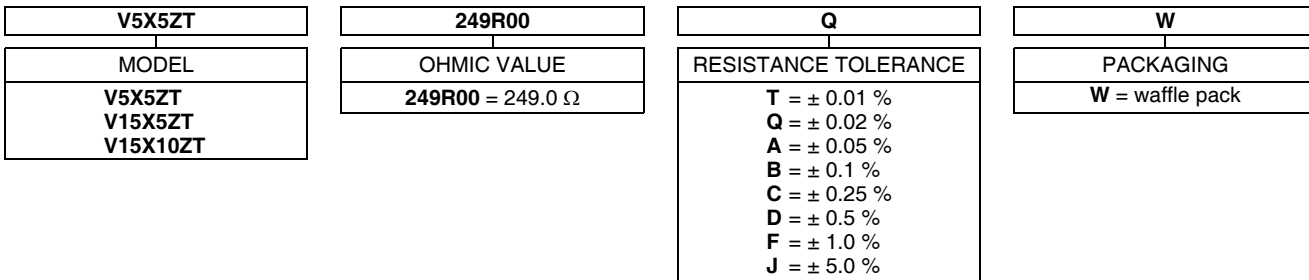 V5X5ZT
MODEL
V5X5ZT
V15X5ZT
V15X10ZT
249R00
OHMIC VALUE
249R00 = 249.0 Ω
Q
RESISTANCE TOLERANCE
T = ± 0.01 %
Q = ± 0.02 %
A = ± 0.05 %
B = ± 0.1 %
C = ± 0.25 %
D = ± 0.5 %
F = ± 1.0 %
J = ± 5.0 %
W
PACKAGING
W = waffle pack